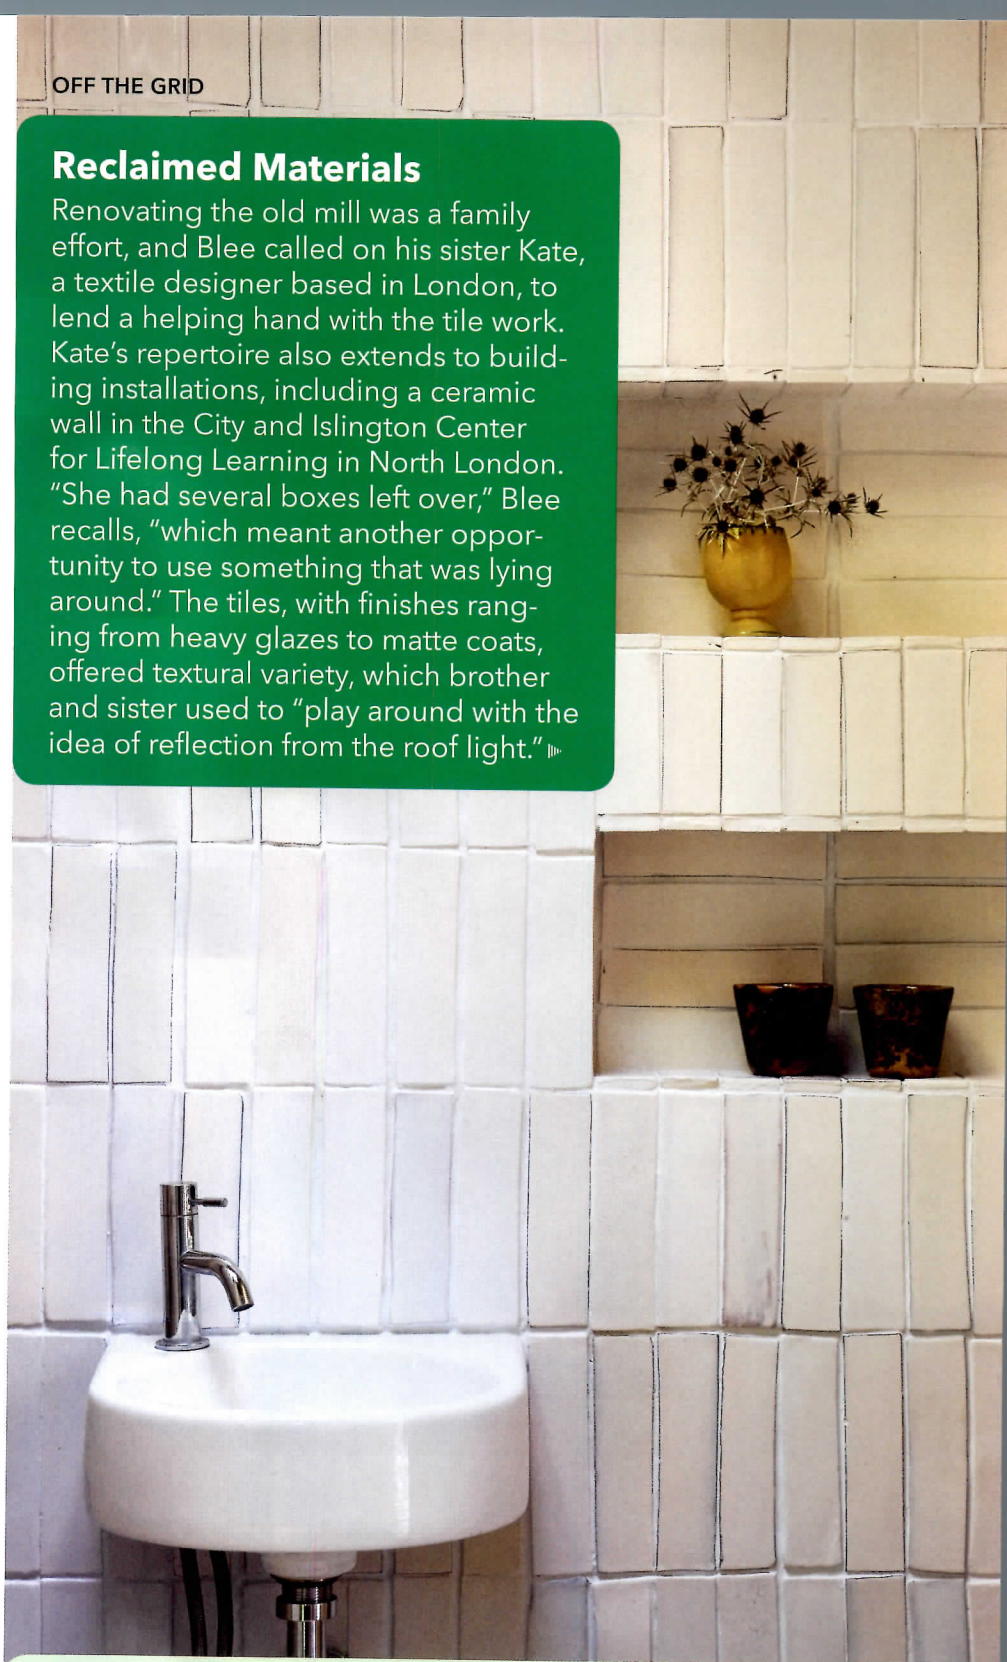 OFF THE GRID
Reclaimed Materials
Renovating the old mill was a family
effort, and Blee called on his sister Kate,
a textile designer based in London, to
lend a helping hand with the tile work.
Kate's repertoire also extends to build-
ing installations, including a ceramic
wall in the City and Islington Center
for Lifelong Learning in North London.
“She had several boxes left over,” Blee
recalls, “which meant another oppor-
tunity to use something that was lying
around.” The tiles, with finishes rang-
ing from heavy glazes to matte coats,
offered textural variety, which brother
and sister used to “play around with the
idea of reflection from the roof light.”